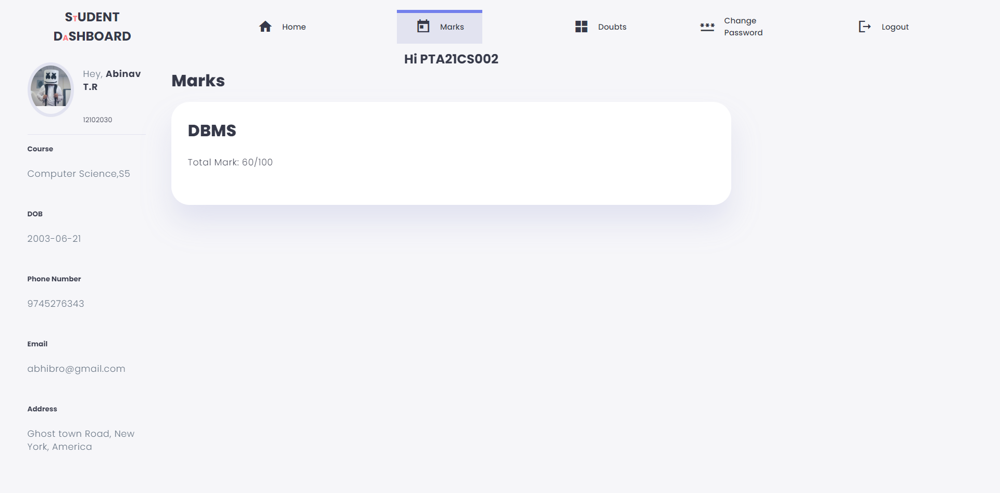 STUDENT
DASHBOARD
Home
Marks
Doubts
Change
Password
Logout
Hi PTA21CS002
Hey, Abinav
T.R
12102030
Course
Computer Science,S5
DOB
2003-06-21
Phone Number
9745276343
Email
abhibro@gmail.com
Address
Ghost town Road, New
York, America
Marks
DBMS
Total Mark: 60/100